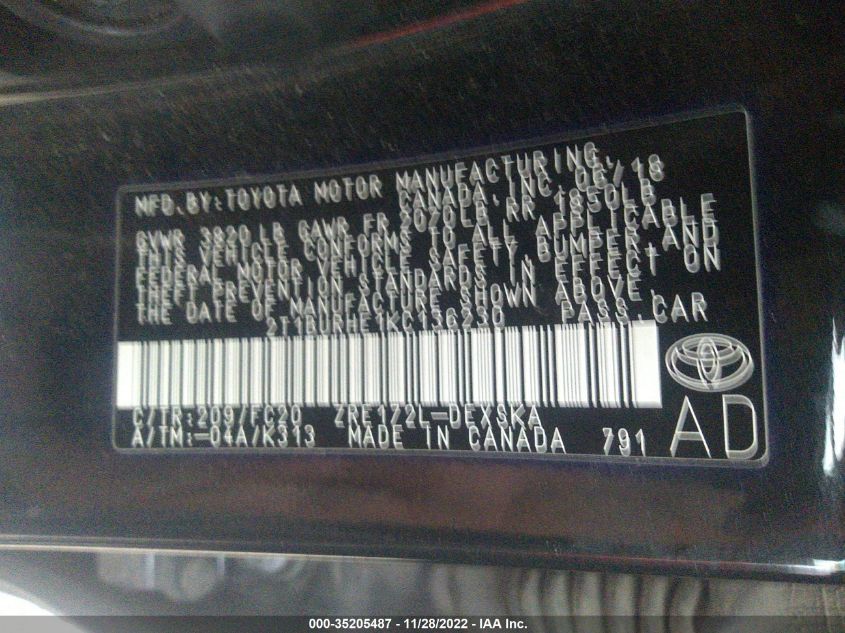 MFD. BY: TOYOTA MOTOR MANUFACTURING
CANADA, INC. 06/18
GVWR 3820 LB GAWR FR 2020LB RR 1850LB
THIS VEHICLE CONFORMS TO ALL APPLICABLE
FEDERAL MOTOR VEHICLE SAFETY, BUMPER, AND
THEFT PREVENTION STANDARDS IN EFFECT ON
THE DATE OF MANUFACTURE SHOWN ABOVE.
2T1BURHE1KC156230 PASS. CAR
C/TR: 209/FC20 ZRE172L-DEXSKA
A/TM: -04A/K313 MADE IN CANADA 791
AD
000-35205487 - 11/28/2022 - IAA Inc.